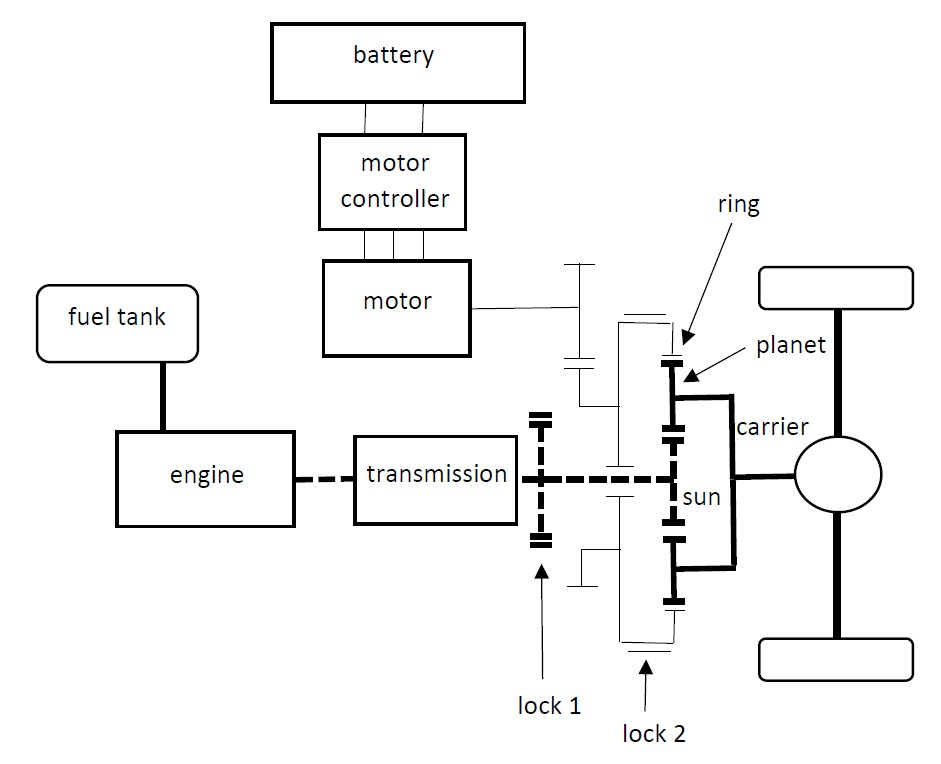 battery
motor
controller
ring
motor
fuel tank
planet
carrier
engine
transmission
sun
lock 1
lock 2